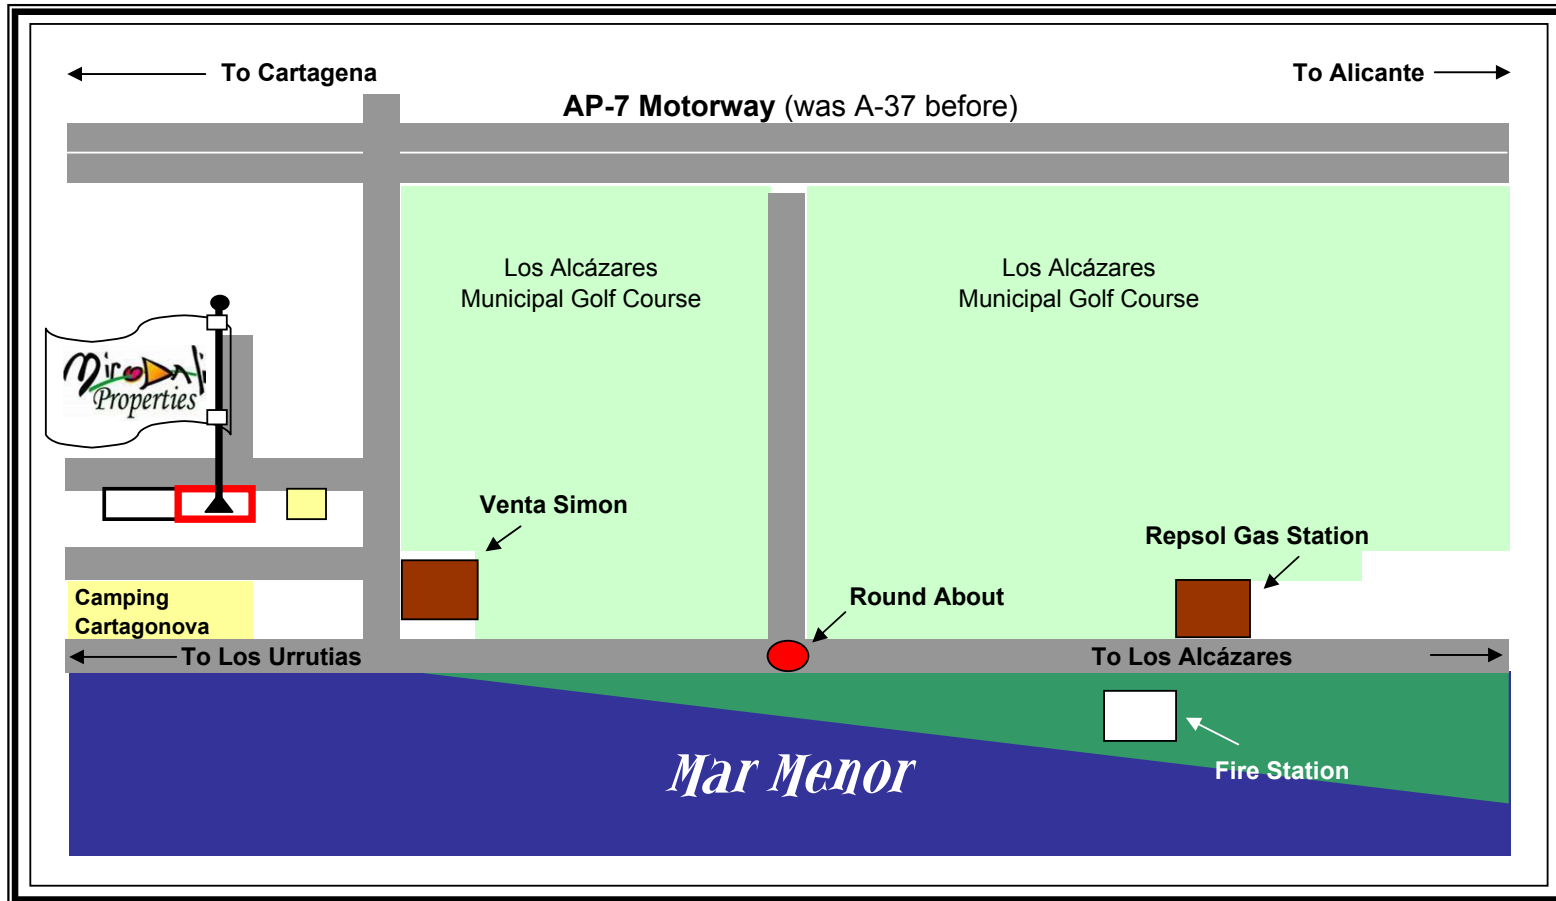 To Cartagena
To Alicante
AP-7 Motorway (was A-37 before)
Los Alcázares
Municipal Golf Course
Los Alcázares
Municipal Golf Course
MiroDali
Properties
Venta Simon
Repsol Gas Station
Camping
Cartagonova
Round About
To Los Urrutias
To Los Alcázares
Mar Menor
Fire Station